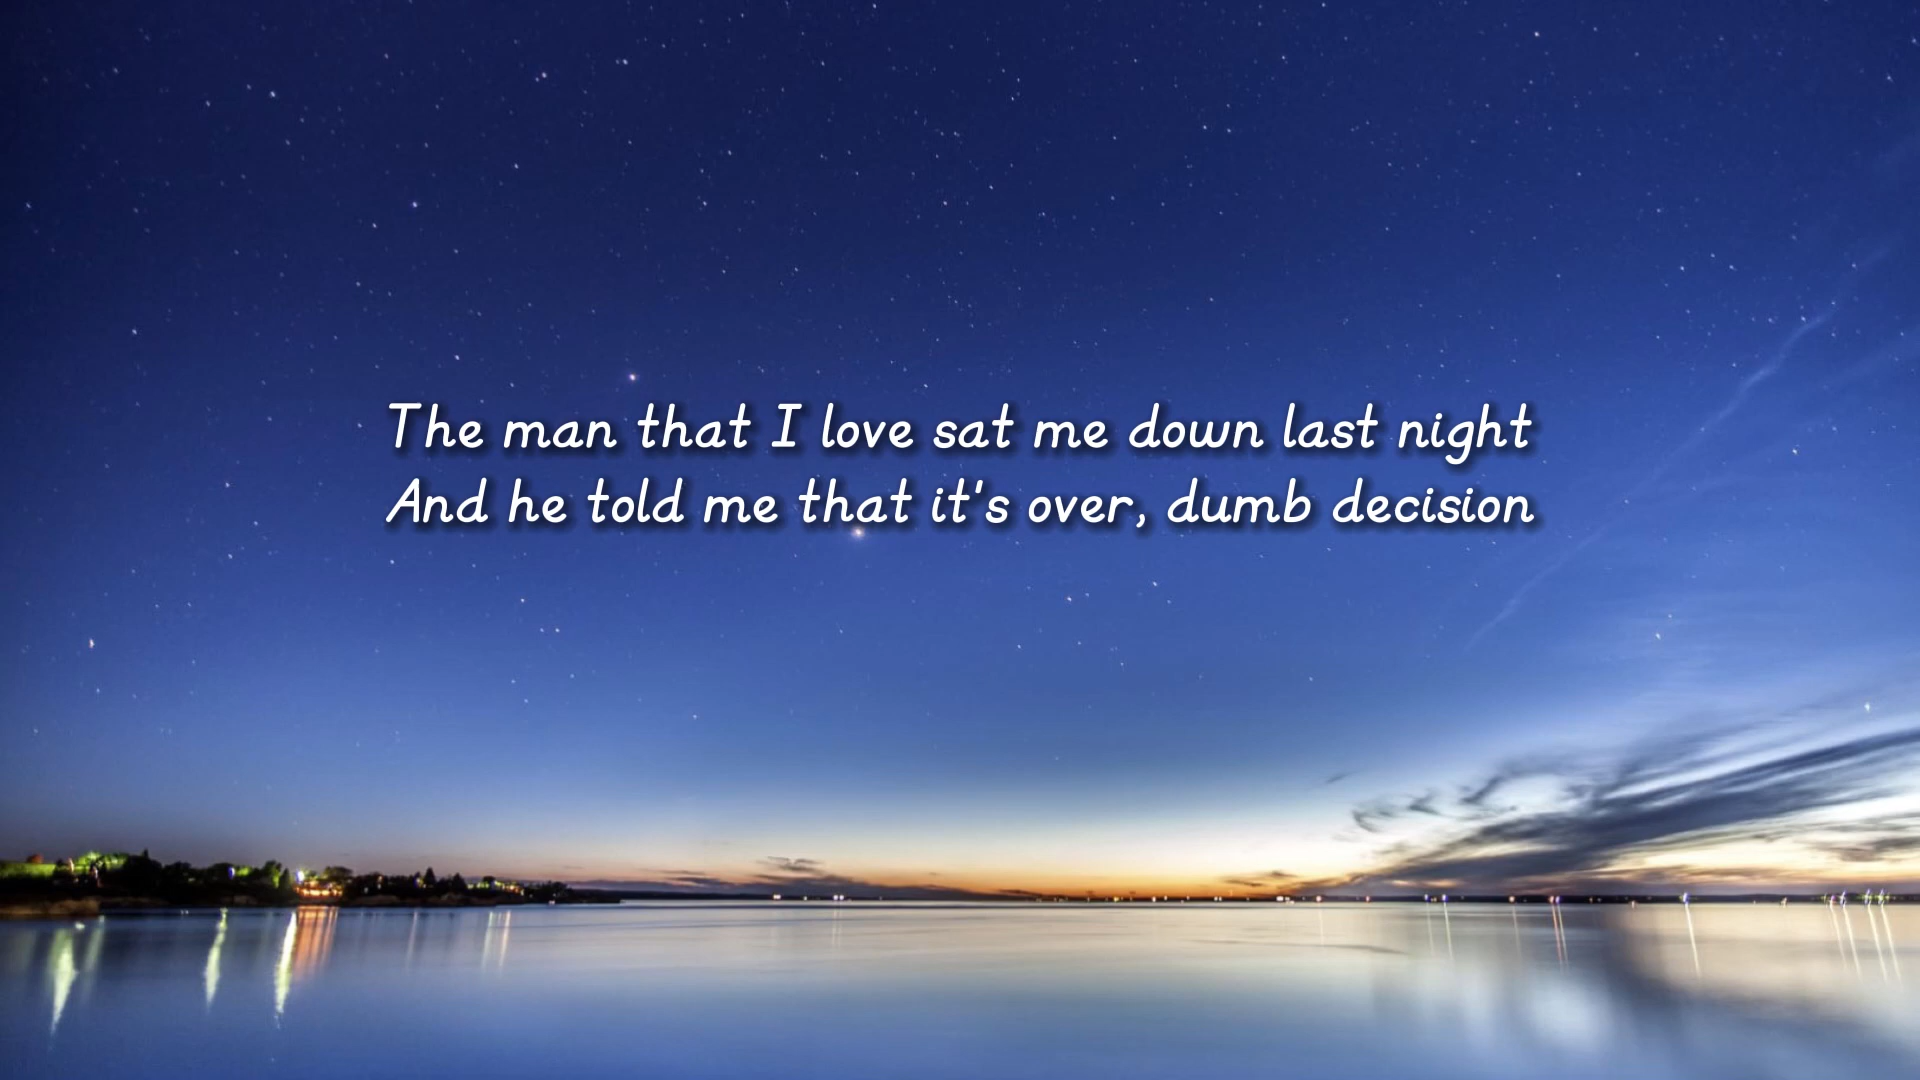 The man that I love sat me down last night
And he told me that it's over, dumb decision